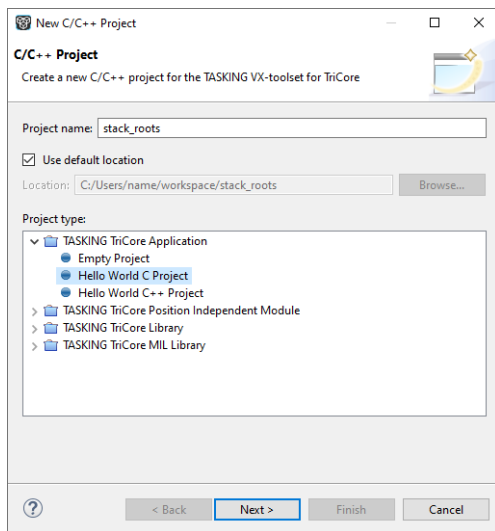 New C/C++ Project
C/C++ Project
Create a new C/C++ project for the TASKING VX-toolset for TriCore
Project name: stack_roots
Use default location
Location: C:/Users/name/workspace/stack_roots Browse...
Project type:
TASKING TriCore Application
Empty Project
Hello World C Project
Hello World C++ Project
TASKING TriCore Position Independent Module
TASKING TriCore Library
TASKING TriCore MIL Library
? < Back Next > Finish Cancel